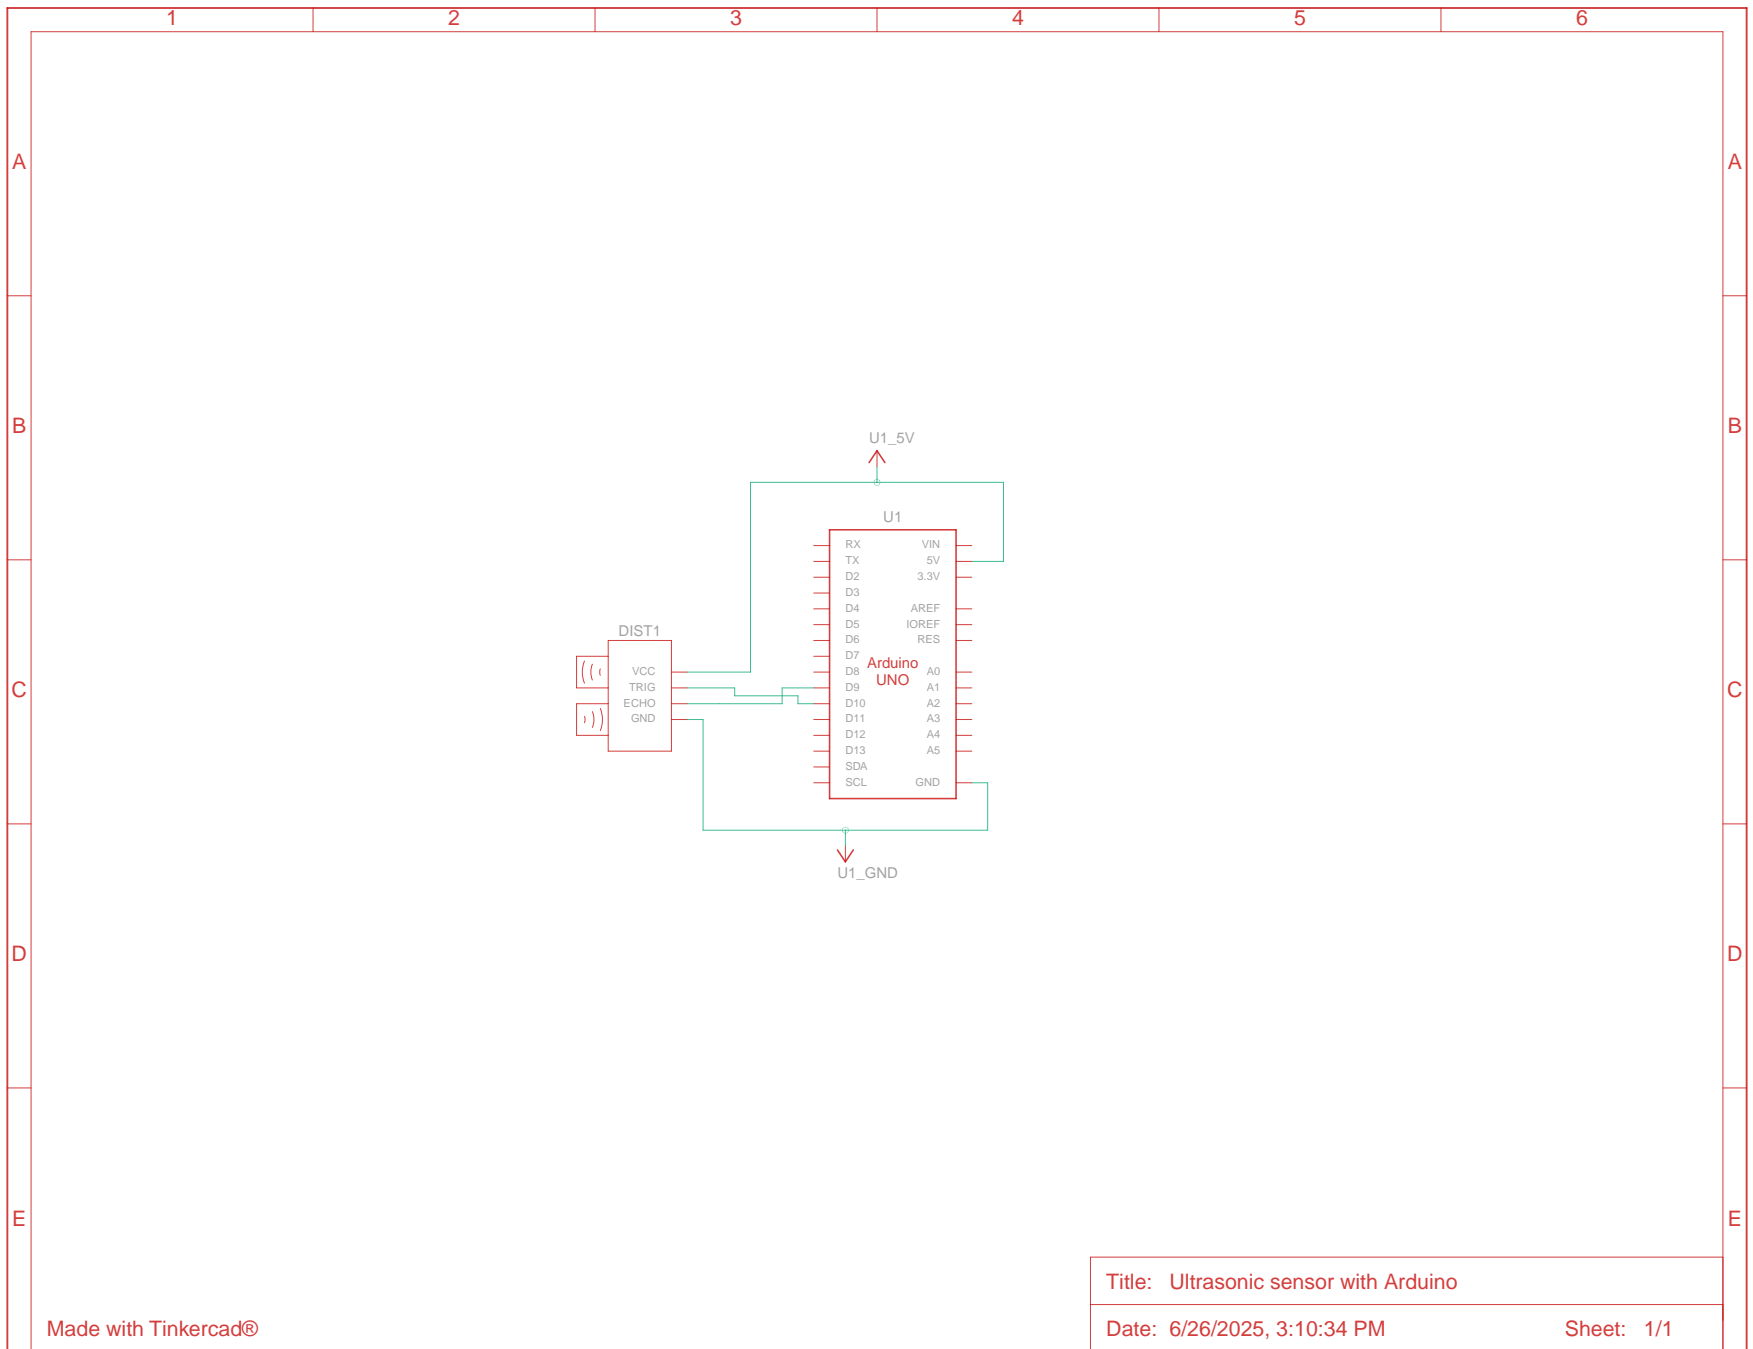 1 2 3 4 5 6
A A
B B
U1_5V
U1
RX VIN
TX 5V
D2 3.3V
D3
D4 AREF
D5 IOREF
DIST1
D6 RES
D7
Arduino
VCC D8 A0
UNO
TRIG D9 A1
C C
ECHO D10 A2
GND D11 A3
D12 A4
D13 A5
SDA
SCL GND
U1_GND
D D
E E
Title: Ultrasonic sensor with Arduino
Made with Tinkercad® Date: 6/26/2025, 3:10:34 PM Sheet: 1/1